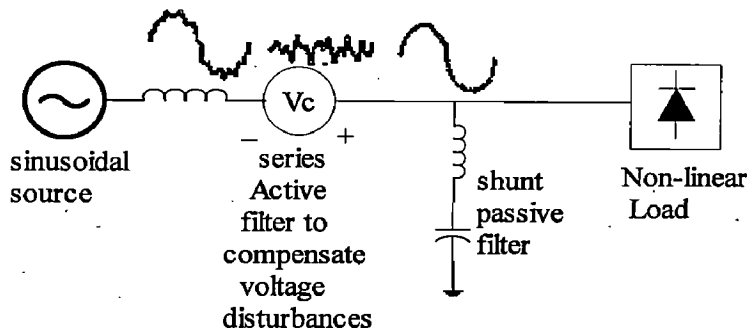 Vc
− +
sinusoidal
source
series
Active
filter to
compensate
voltage
disturbances
shunt
passive
filter
Non-linear
Load